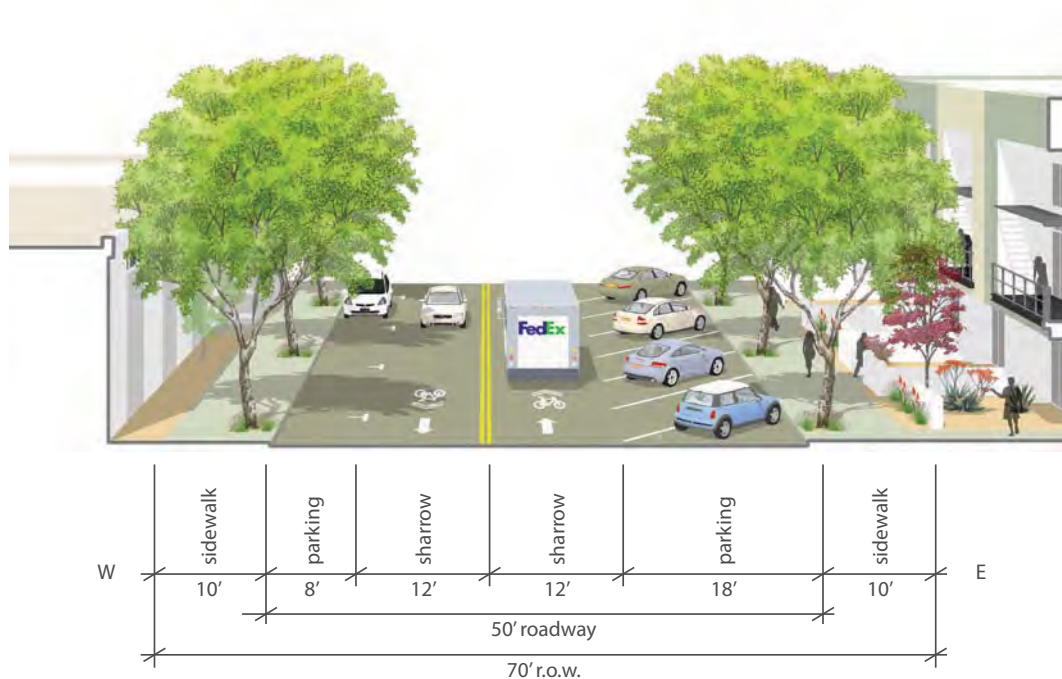 FedEx
sidewalk
parking
sharrow
sharrow
parking
sidewalk
W
E
10’
8’
12’
12’
18’
10’
50’ roadway
70’ r.o.w.